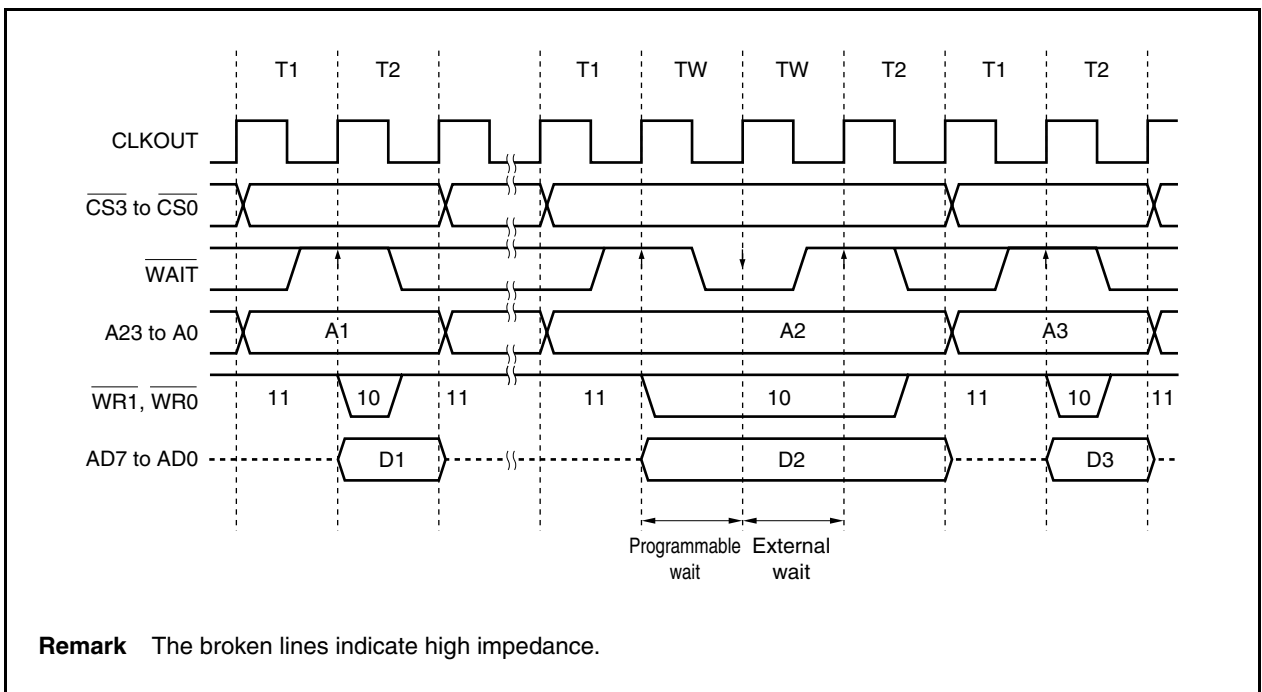 T1 T2 T1 TW TW T2 T1 T2
CLKOUT
CS3 to CS0
WAIT
A23 to A0 A1 A2 A3
WR1, WR0 11 10 11 11 10 11 10 11
AD7 to AD0 D1 D2 D3
Programmable wait
External wait
Remark The broken lines indicate high impedance.